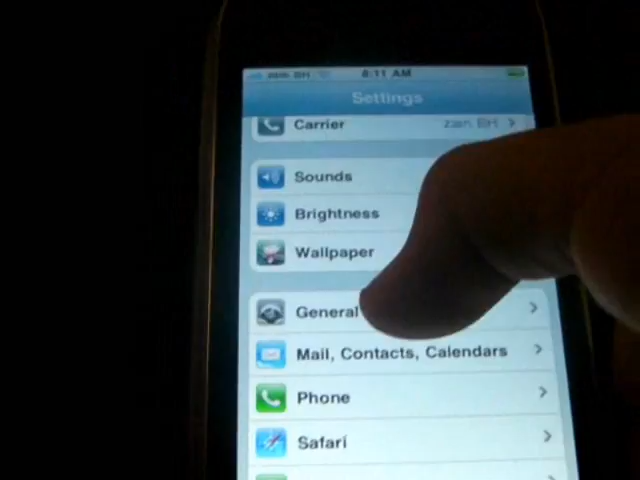 8:11 AM
Settings
Carrier zain BH
Sounds
Brightness
Wallpaper
General
Mail, Contacts, Calendars
Phone
Safari